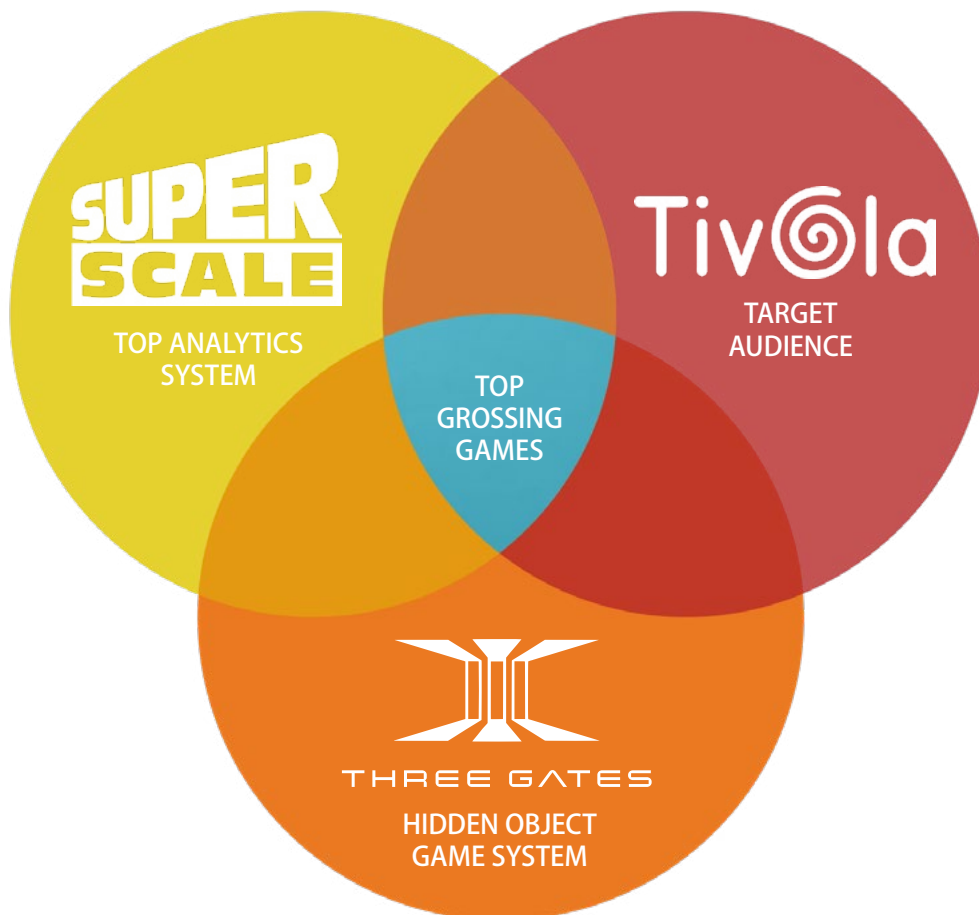 SUPER
SCALE
TOP ANALYTICS
SYSTEM
Tivola
TARGET
AUDIENCE
TOP
GROSSING
GAMES
THREE GATES
HIDDEN OBJECT
GAME SYSTEM